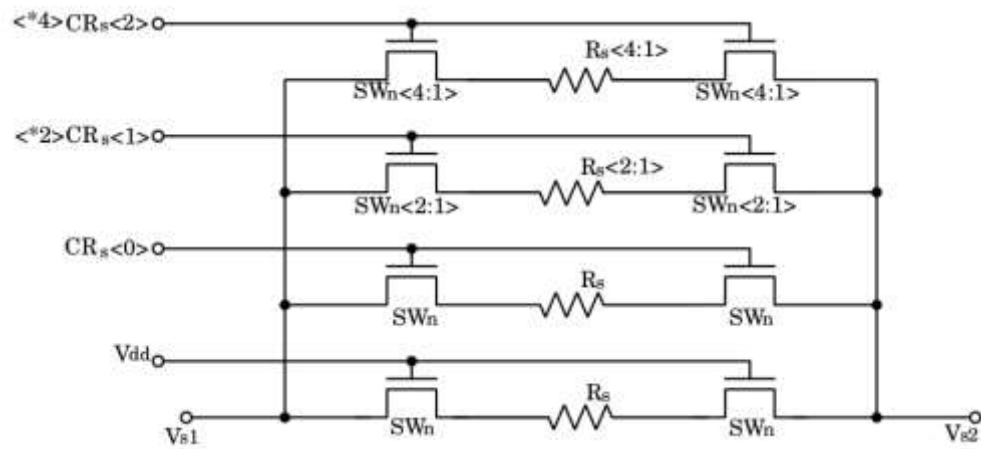 <*4>CRs<2>
Rs<4:1>
SWn<4:1> SWn<4:1>
<*2>CRs<1>
Rs<2:1>
SWn<2:1> SWn<2:1>
CRs<0>
Rs
SWn SWn
Vdd
Rs
SWn SWn
Vs1 Vs2